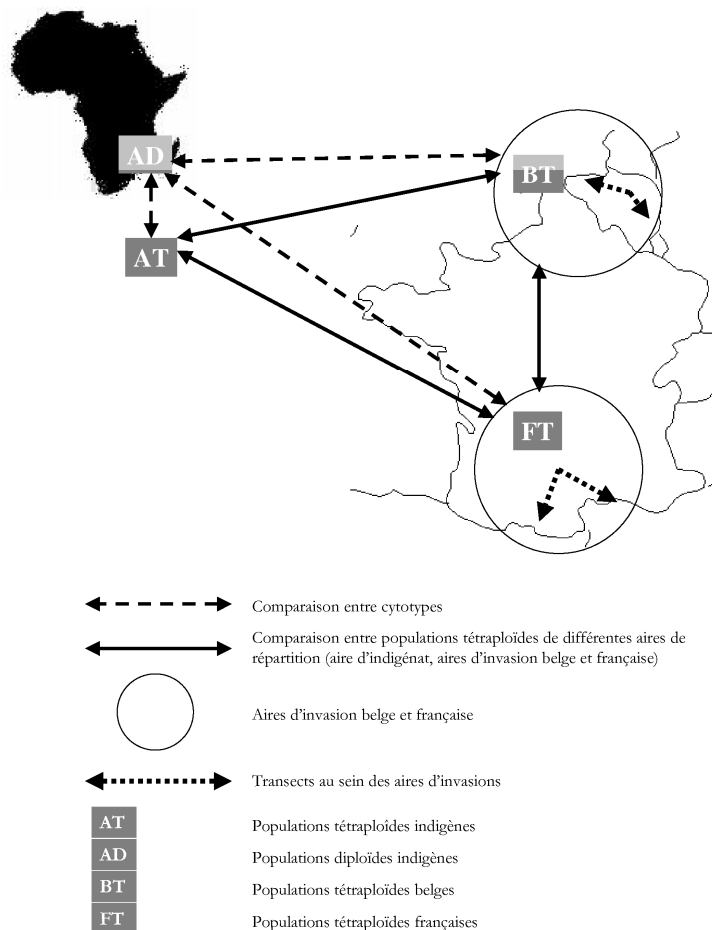 AD
BT
AT
FT
Comparaison entre cytotypes
Comparaison entre populations tétraploïdes de différentes aires de
répartition (aire d'indigénat, aires d'invasion belge et française)
Aires d'invasion belge et française
Transects au sein des aires d'invasions
AT Populations tétraploîdes indigènes
AD Populations diploïdes indigènes
BT Populations tétraploïdes belges
FT Populations tétraploïdes françaises